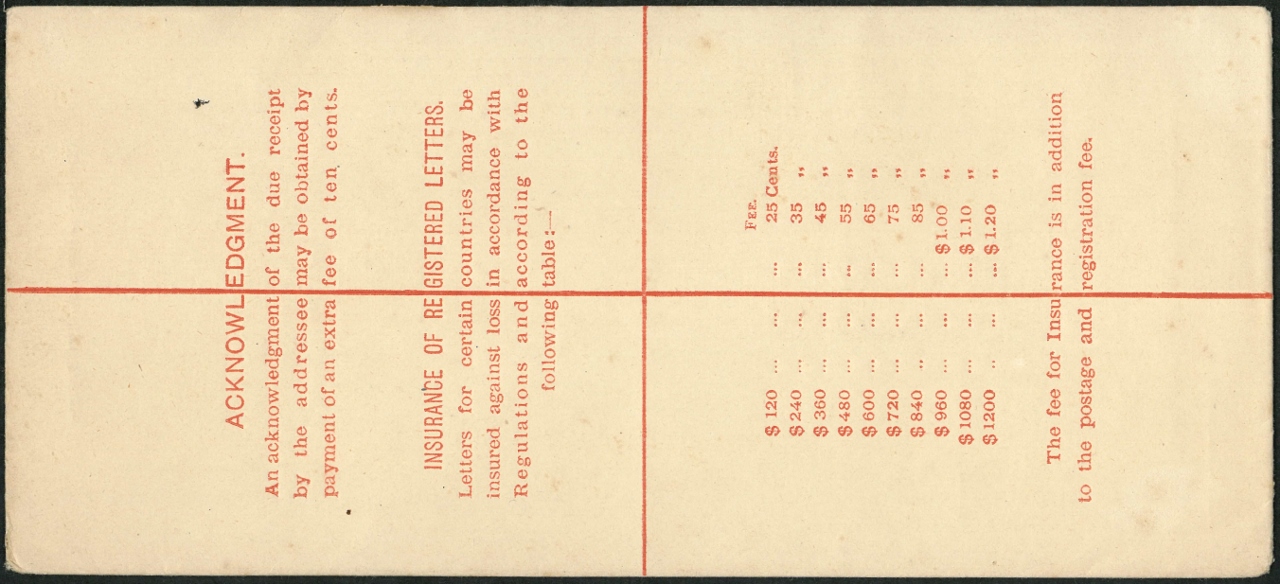 ACKNOWLEDGMENT.
An acknowledgment of the due receipt
by the addressee may be obtained by
payment of an extra fee of ten cents.
INSURANCE OF REGISTERED LETTERS.
Letters for certain countries may be
insured against loss in accordance with
Regulations and according to the
following table:—
FEE.
$ 120 ... ... ... 25 Cents.
$ 240 ... ... ... 35 „
$ 360 ... ... ... 45 „
$ 480 ... ... ... 55 „
$ 600 ... ... ... 65 „
$ 720 ... ... ... 75 „
$ 840 .. ... ... 85 „
$ 960 ... ... ... $ 1.00 „
$ 1080 ... ... ... $ 1.10 „
$ 1200 .. ... ... $ 1.20 „
The fee for Insurance is in addition
to the postage and registration fee.